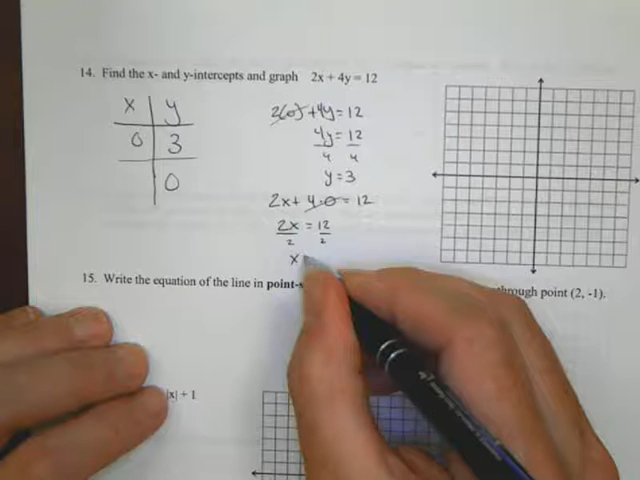 14. Find the x- and y-intercepts and graph 2x + 4y = 12
x y
0 3
0
2(0) + 4y = 12
4y = 12
4 4
y = 3
2x + 4·0 = 12
2x = 12
2 2
x
15. Write the equation of the line in point-s through point (2, -1).
|x| + 1